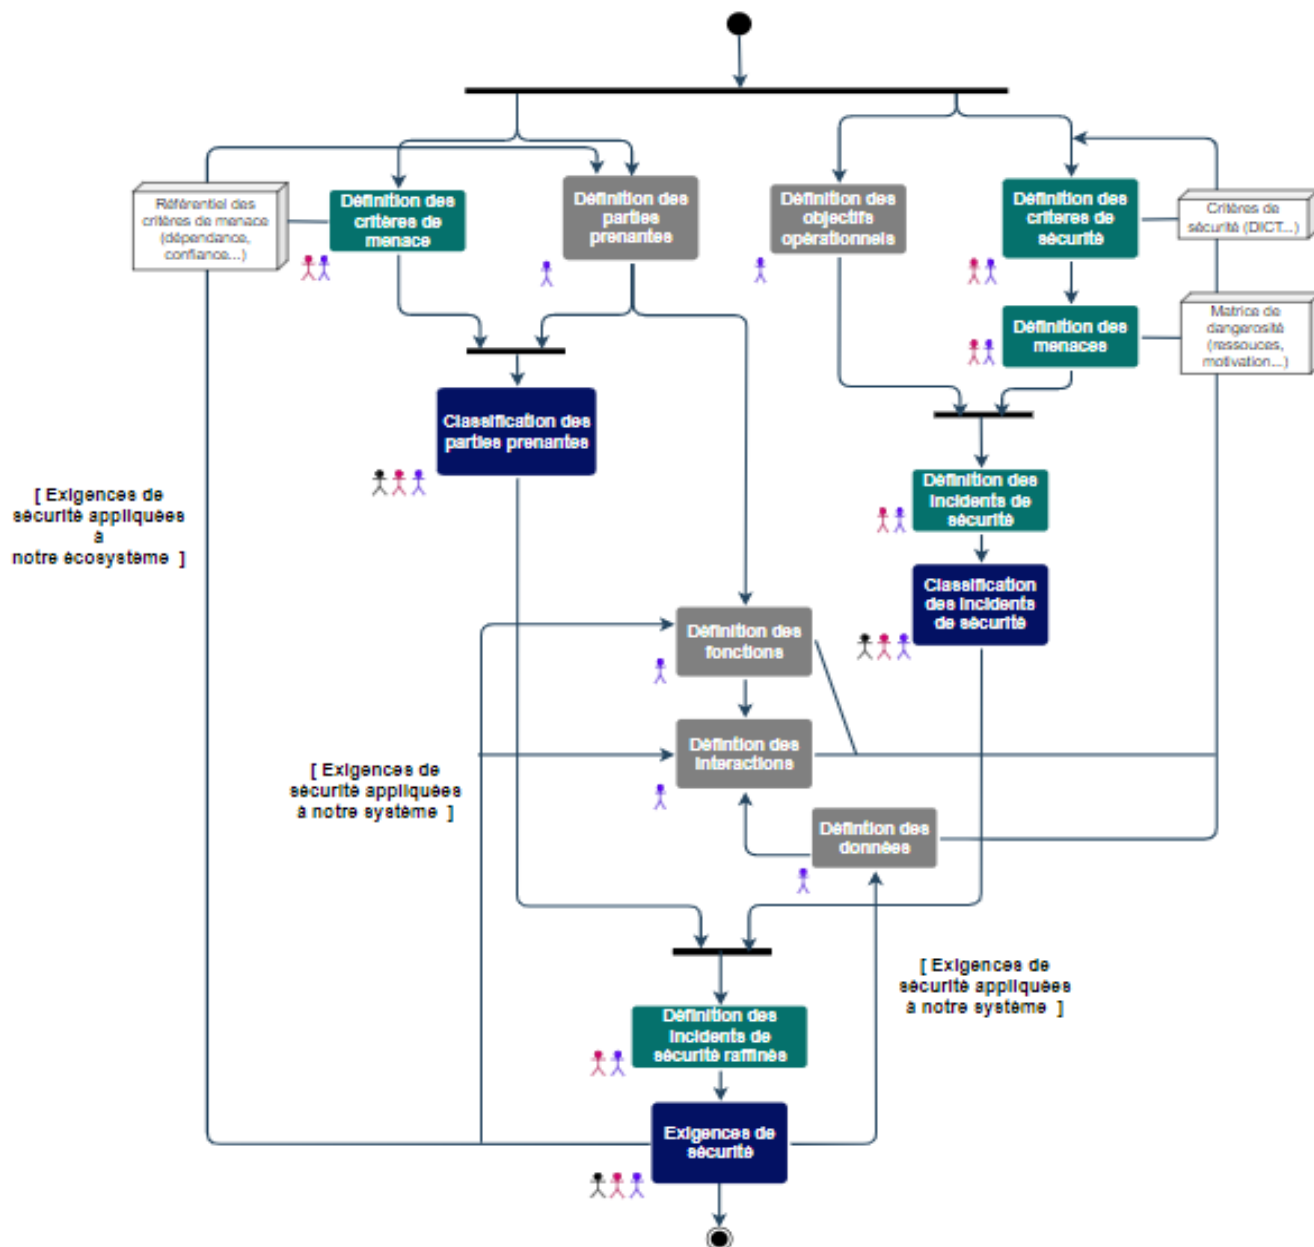 Référentiel des
critères de menace
(dépendance,
confiance...)
Définition des
critères de
menace
Définition des
parties
prenantes
Définition des
objectifs
opérationnels
Définition des
critères de
sécurité
Critères de
sécurité (DICT...)
Définition des
menaces
Matrice de
dangerosité
(ressouces,
motivation...)
Classification des
parties prenantes
[ Exigences de
sécurité appliquées
à
notre écosystème ]
Définition des
incidents de
sécurité
Classification
des incidents
de sécurité
Définition des
fonctions
Définition des
interactions
[ Exigences de
sécurité appliquées
à notre système ]
Défintion des
données
[ Exigences de
sécurité appliquées
à notre système ]
Définition des
incidents de
sécurité raffinés
Exigences de
sécurité